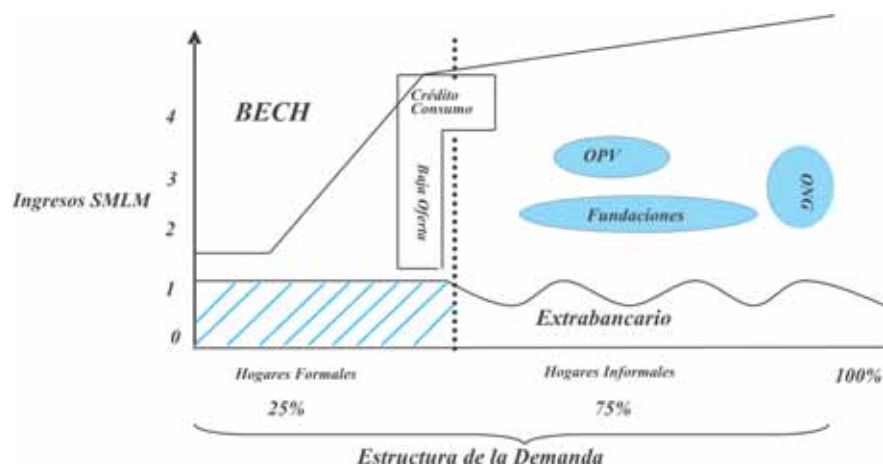 BECH
Crédito
Consumo
Baja Oferta
OPV
Fundaciones
ONG
Ingresos SMLM
4
3
2
1
0
Extrabancario
Hogares Formales
Hogares Informales
100%
25%
75%
Estructura de la Demanda